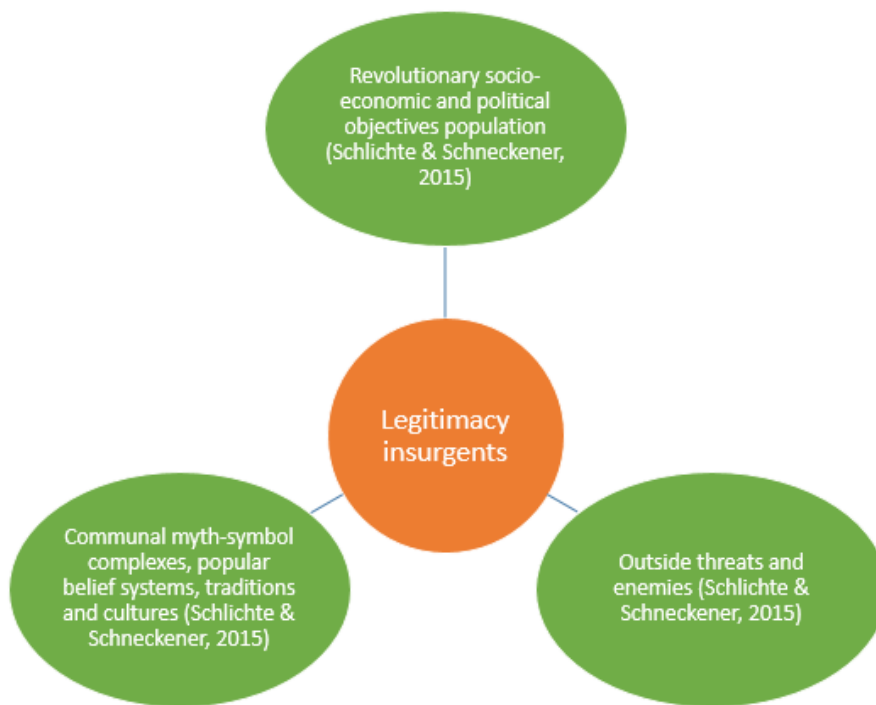 Revolutionary socio-
economic and political
objectives population
(Schlichte & Schneckener,
2015)
Legitimacy
insurgents
Communal myth-symbol
complexes, popular
belief systems, traditions
and cultures (Schlichte &
Schneckener, 2015)
Outside threats and
enemies (Schlichte &
Schneckener, 2015)